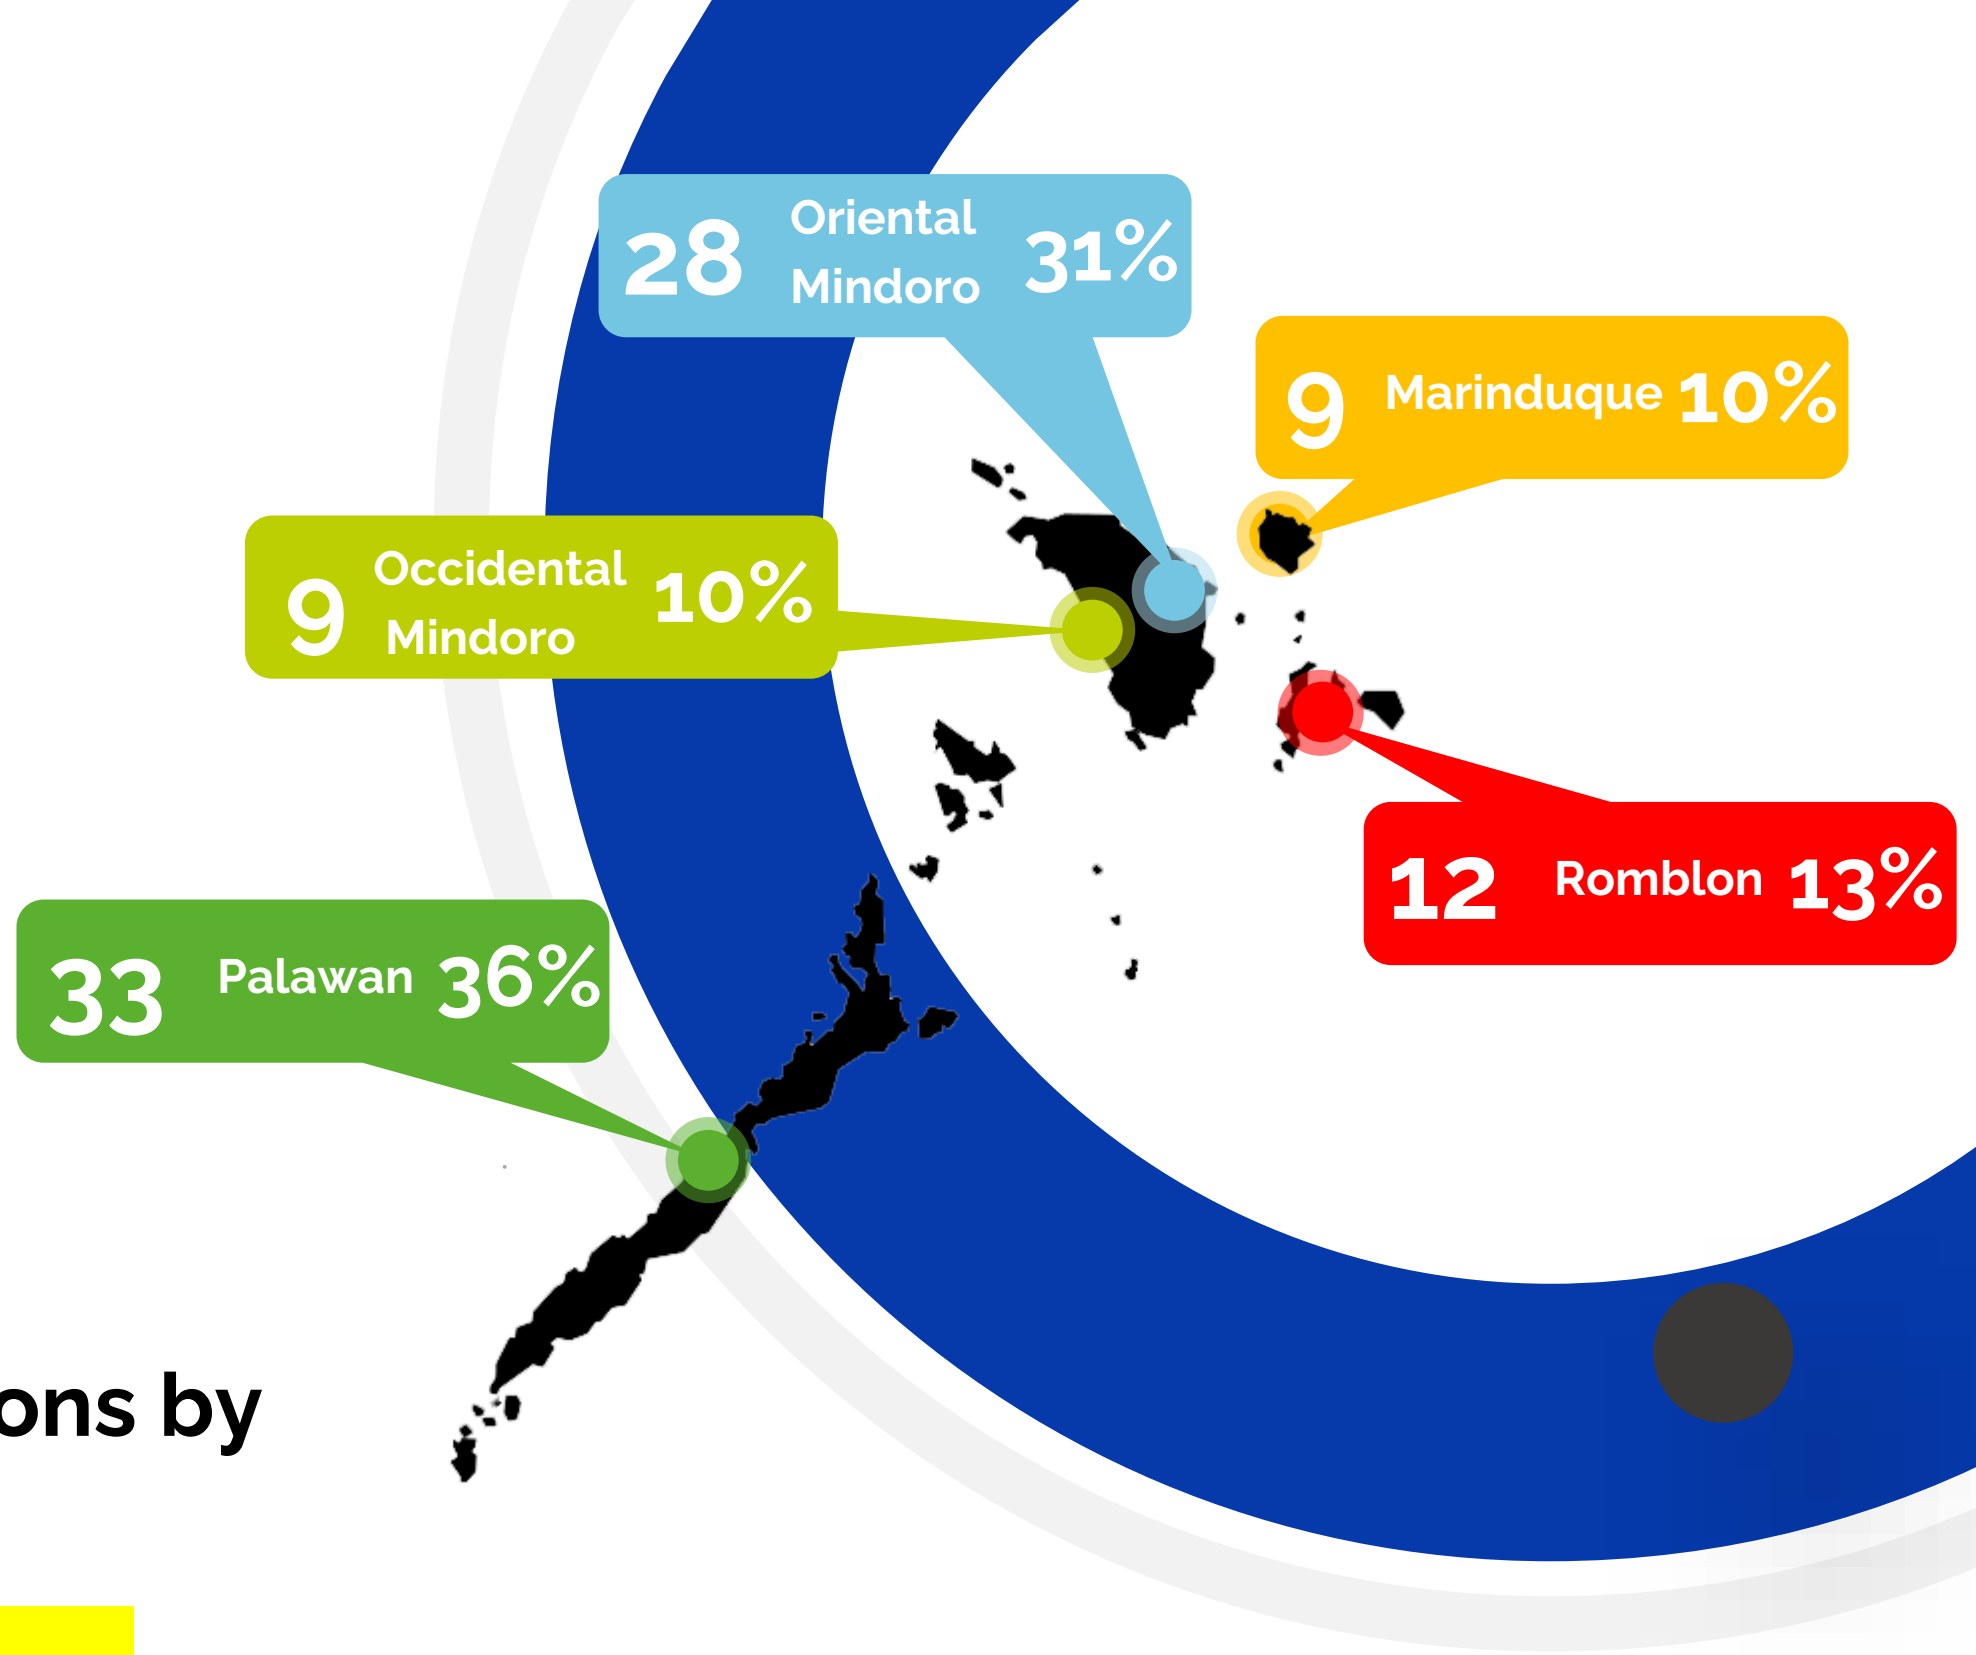 28 Oriental Mindoro 31%
9 Marinduque 10%
9 Occidental Mindoro 10%
12 Romblon 13%
33 Palawan 36%
ons by